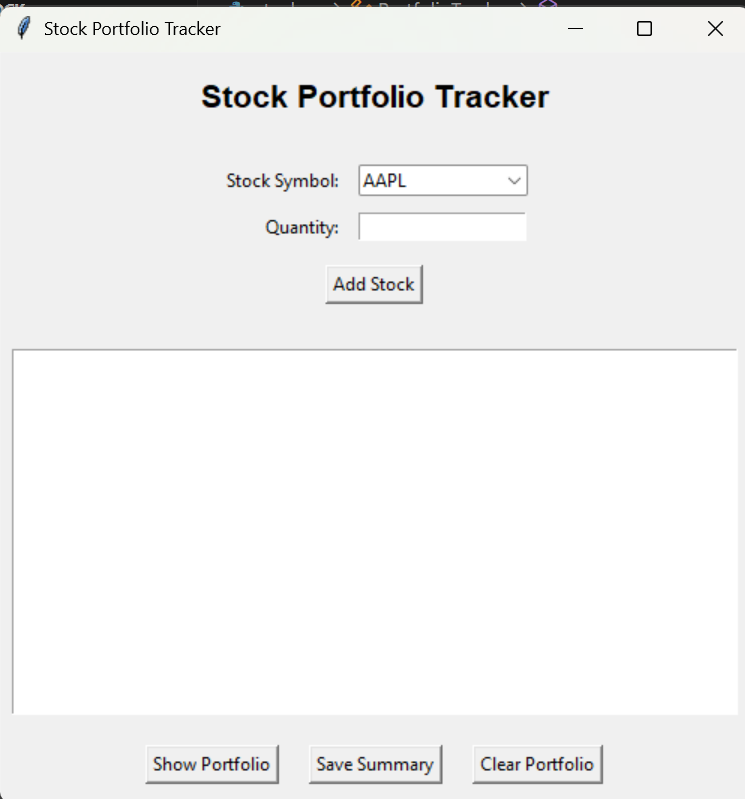 Stock Portfolio Tracker
Stock Portfolio Tracker
Stock Symbol: AAPL
Quantity:
Add Stock
Show Portfolio Save Summary Clear Portfolio